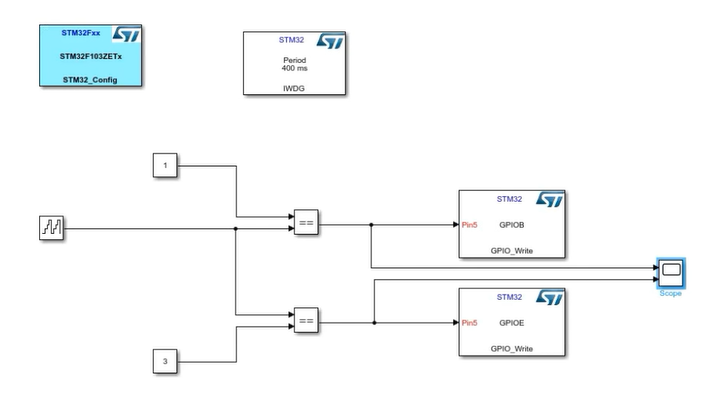 STM32Fxx
STM32F103ZETx
STM32_Config
STM32
Period
400 ms
IWDG
1
==
STM32
Pin5 GPIOB
GPIO_Write
Scope
==
STM32
Pin5 GPIOE
GPIO_Write
3